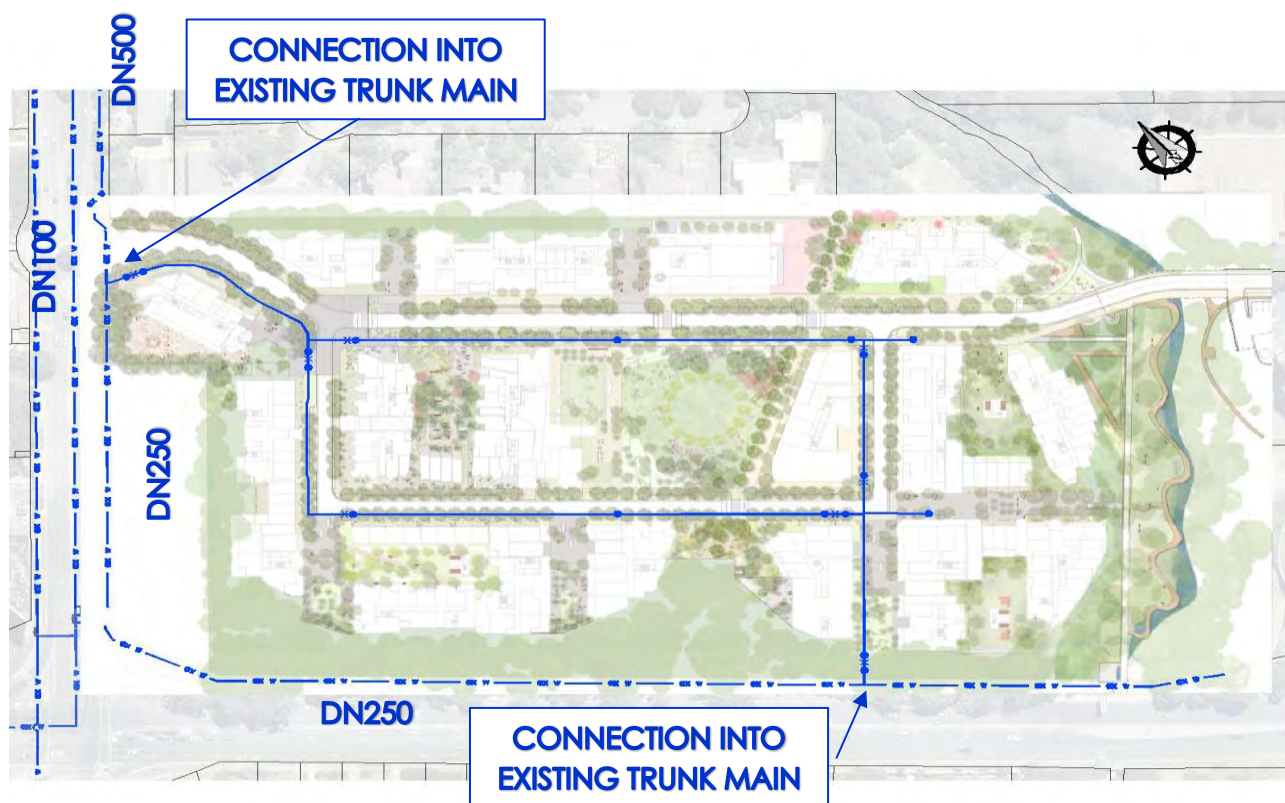 DN500
CONNECTION INTO
EXISTING TRUNK MAIN
DN100
DN250
DN250
CONNECTION INTO
EXISTING TRUNK MAIN